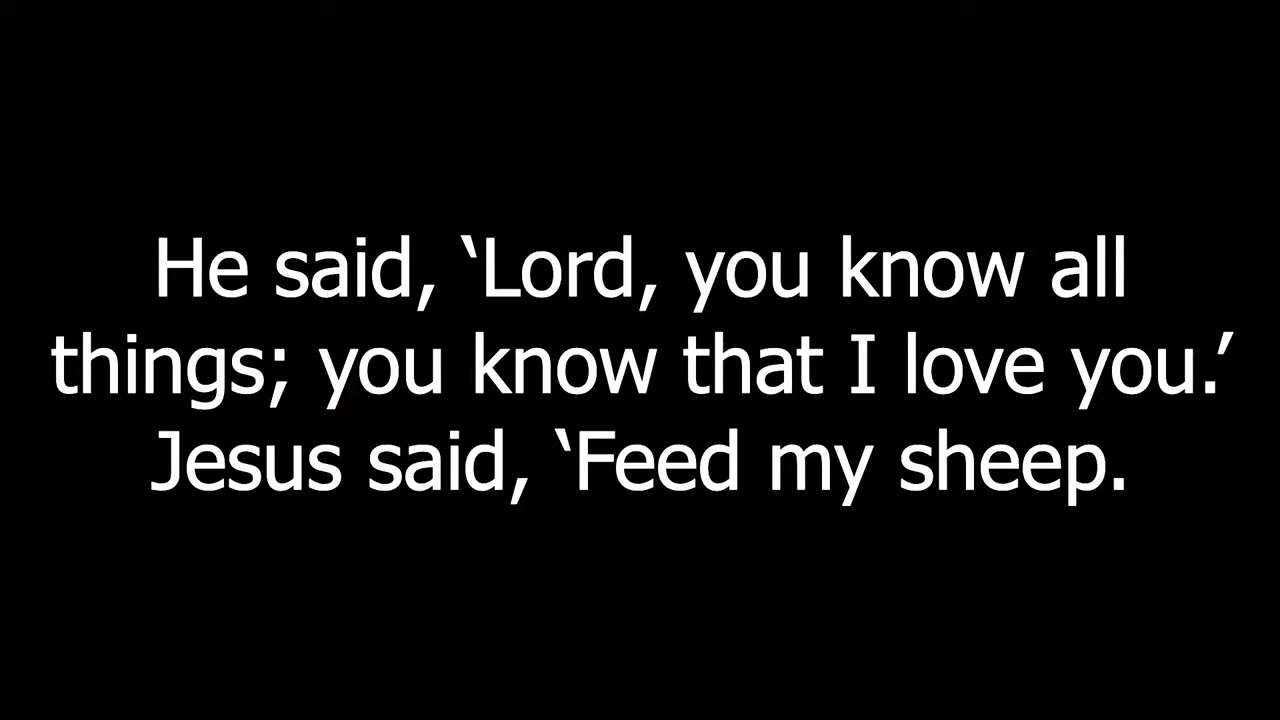 He said, ‘Lord, you know all
things; you know that I love you.’
Jesus said, ‘Feed my sheep.